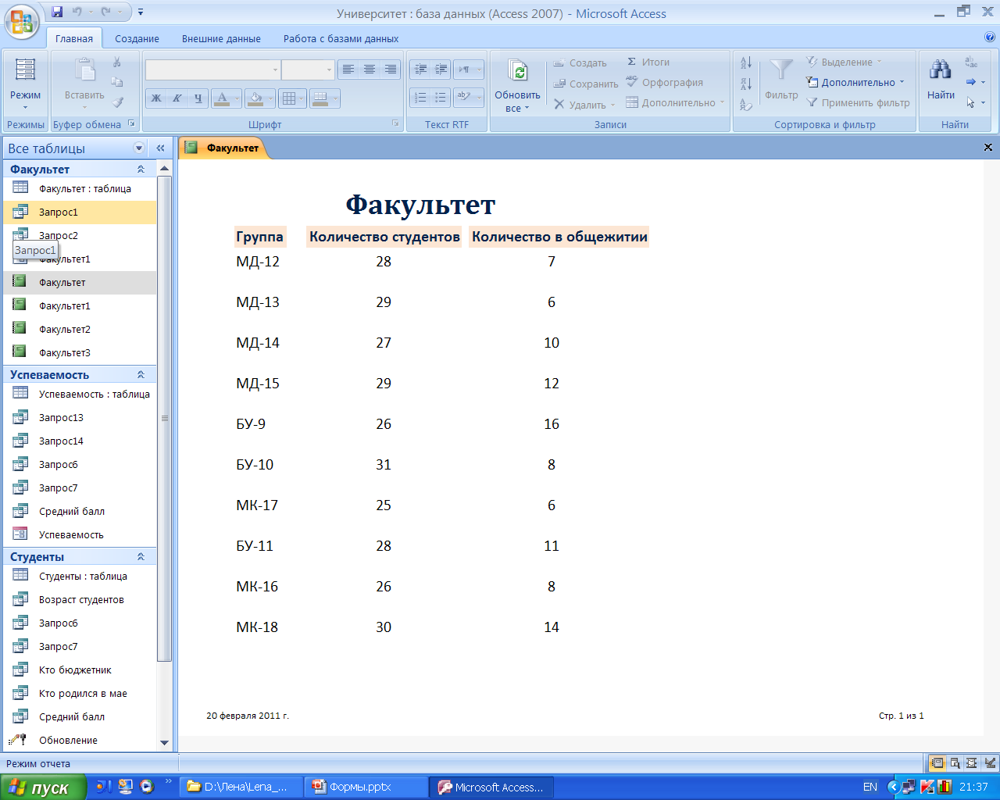 Университет : база данных (Access 2007) - Microsoft Access
Главная Создание Внешние данные Работа с базами данных
Режим
Режимы
Вставить
Буфер обмена
Ж К Ч А
Шрифт
Текст RTF
Обновить все
Создать
Сохранить
Удалить
Итоги
Орфография
Дополнительно
Записи
Фильтр
Выделение
Дополнительно
Применить фильтр
Сортировка и фильтр
Найти
Найти
Все таблицы
Факультет
Факультет : таблица
Запрос1
Запрос2
Запрос1
Факультет
Факультет1
Факультет2
Факультет3
Успеваемость
Успеваемость : таблица
Запрос13
Запрос14
Запрос6
Запрос7
Средний балл
Успеваемость
Студенты
Студенты : таблица
Возраст студентов
Запрос6
Запрос7
Кто бюджетник
Кто родился в мае
Средний балл
Обновление
Факультет
Факультет
Группа Количество студентов Количество в общежитии
МД-12 28 7
МД-13 29 6
МД-14 27 10
МД-15 29 12
БУ-9 26 16
БУ-10 31 8
МК-17 25 6
БУ-11 28 11
МК-16 26 8
МК-18 30 14
20 февраля 2011 г. Стр. 1 из 1
Режим отчета
пуск D:\Лена\Lena_... Формы.pptx Microsoft Access... EN 21:37